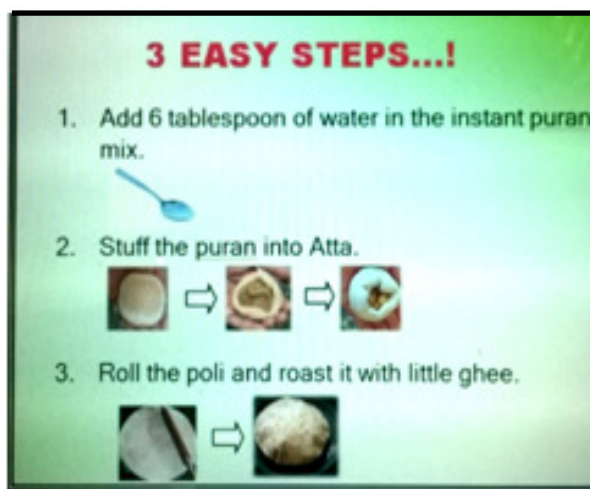 3 EASY STEPS...!
1. Add 6 tablespoon of water in the instant puran
mix.
2. Stuff the puran into Atta.
3. Roll the poli and roast it with little ghee.